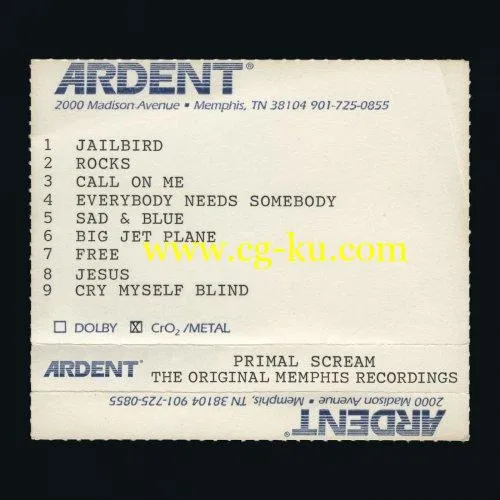 ARDENT®
2000 Madison Avenue ▪ Memphis, TN 38104 901-725-0855
1 JAILBIRD
2 ROCKS
3 CALL ON ME
4 EVERYBODY NEEDS SOMEBODY
5 SAD & BLUE
6 BIG JET PLANE
7 FREE
www.cg-ku.com
8 JESUS
9 CRY MYSELF BLIND
☐ DOLBY ☒ CrO₂ /METAL
ARDENT®
PRIMAL SCREAM
THE ORIGINAL MEMPHIS RECORDINGS
ARDENT®
2000 Madison Avenue ▪ Memphis, TN 38104 901-725-0855